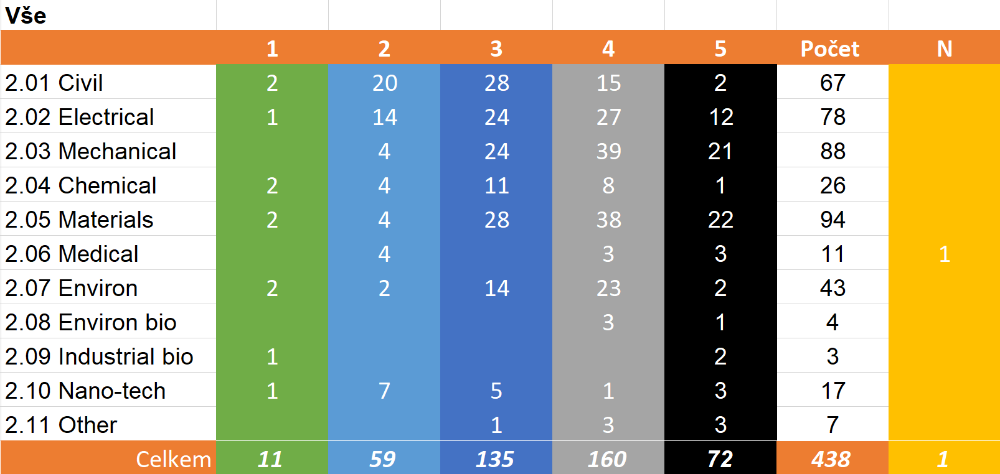 Vše
1 2 3 4 5 Počet N
2.01 Civil 2 20 28 15 2 67
2.02 Electrical 1 14 24 27 12 78
2.03 Mechanical 4 24 39 21 88
2.04 Chemical 2 4 11 8 1 26
2.05 Materials 2 4 28 38 22 94
2.06 Medical 4 3 3 11 1
2.07 Environ 2 2 14 23 2 43
2.08 Environ bio 3 1 4
2.09 Industrial bio 1 2 3
2.10 Nano-tech 1 7 5 1 3 17
2.11 Other 1 3 3 7
Celkem 11 59 135 160 72 438 1